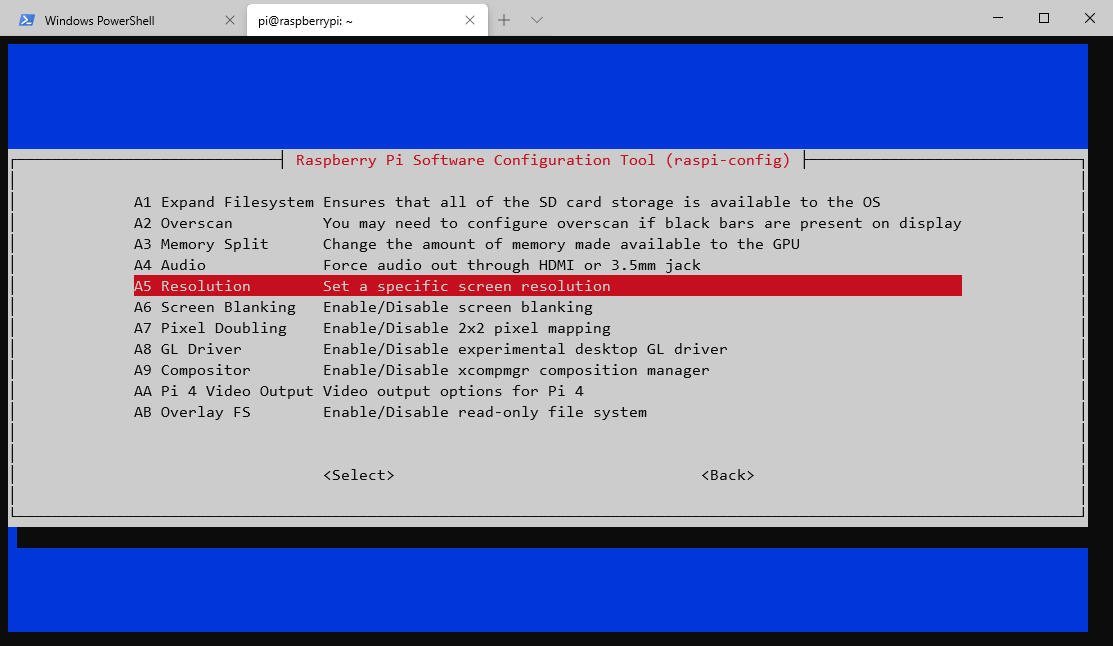 Windows PowerShell
pi@raspberrypi: ~
Raspberry Pi Software Configuration Tool (raspi-config)
A1 Expand Filesystem Ensures that all of the SD card storage is available to the OS
A2 Overscan You may need to configure overscan if black bars are present on display
A3 Memory Split Change the amount of memory made available to the GPU
A4 Audio Force audio out through HDMI or 3.5mm jack
A5 Resolution Set a specific screen resolution
A6 Screen Blanking Enable/Disable screen blanking
A7 Pixel Doubling Enable/Disable 2x2 pixel mapping
A8 GL Driver Enable/Disable experimental desktop GL driver
A9 Compositor Enable/Disable xcompmgr composition manager
AA Pi 4 Video Output Video output options for Pi 4
AB Overlay FS Enable/Disable read-only file system
<Select> <Back>